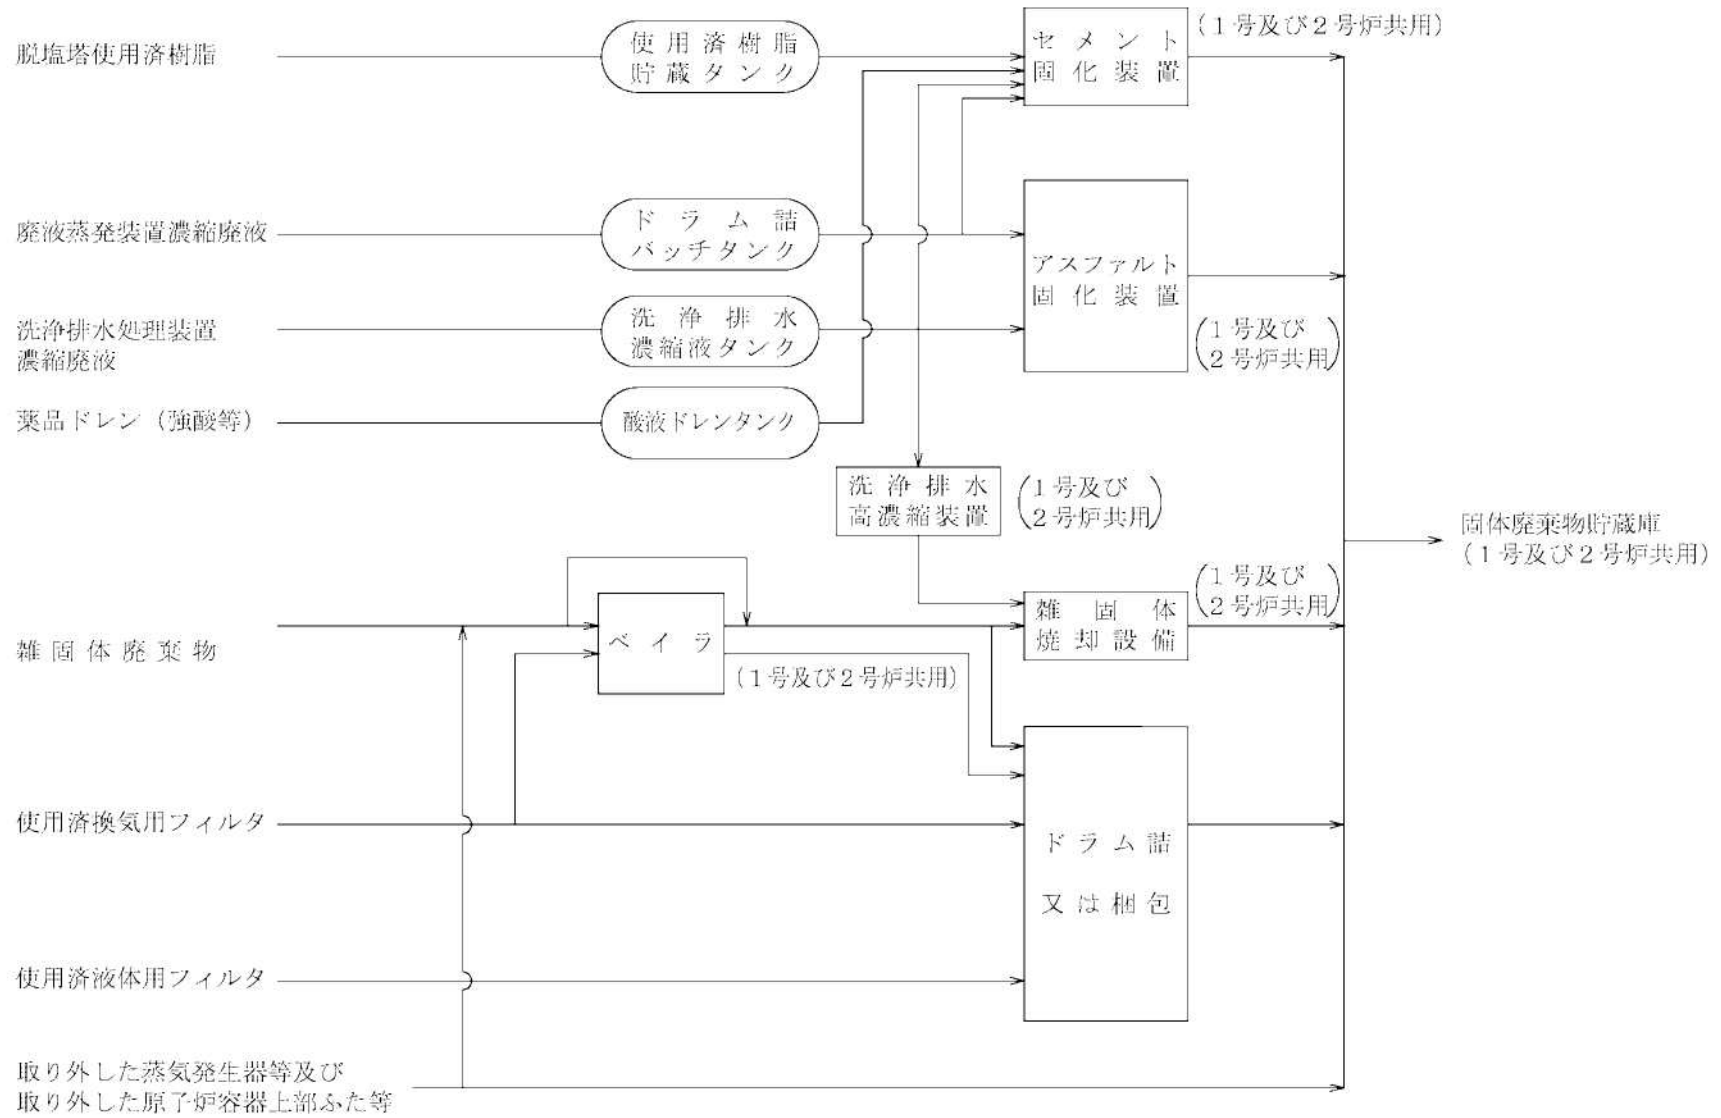 脱塩塔使用済樹脂
使用済樹脂
貯蔵タンク
セメント
固化装置
(1号及び2号炉共用)
廃液蒸発装置濃縮廃液
ドラム詰
バッチタンク
アスファルト
固化装置
(1号及び
2号炉共用)
洗浄排水処理装置
濃縮廃液
洗浄排水
濃縮液タンク
薬品ドレン(強酸等)
酸液ドレンタンク
洗浄排水
高濃縮装置
(1号及び
2号炉共用)
固体廃棄物貯蔵庫
(1号及び2号炉共用)
雑固体廃棄物
ベイラ
(1号及び2号炉共用)
雑固体
焼却設備
(1号及び
2号炉共用)
使用済換気用フィルタ
ドラム詰
又は梱包
使用済液体用フィルタ
取り外した蒸気発生器等及び
取り外した原子炉容器上部ふた等